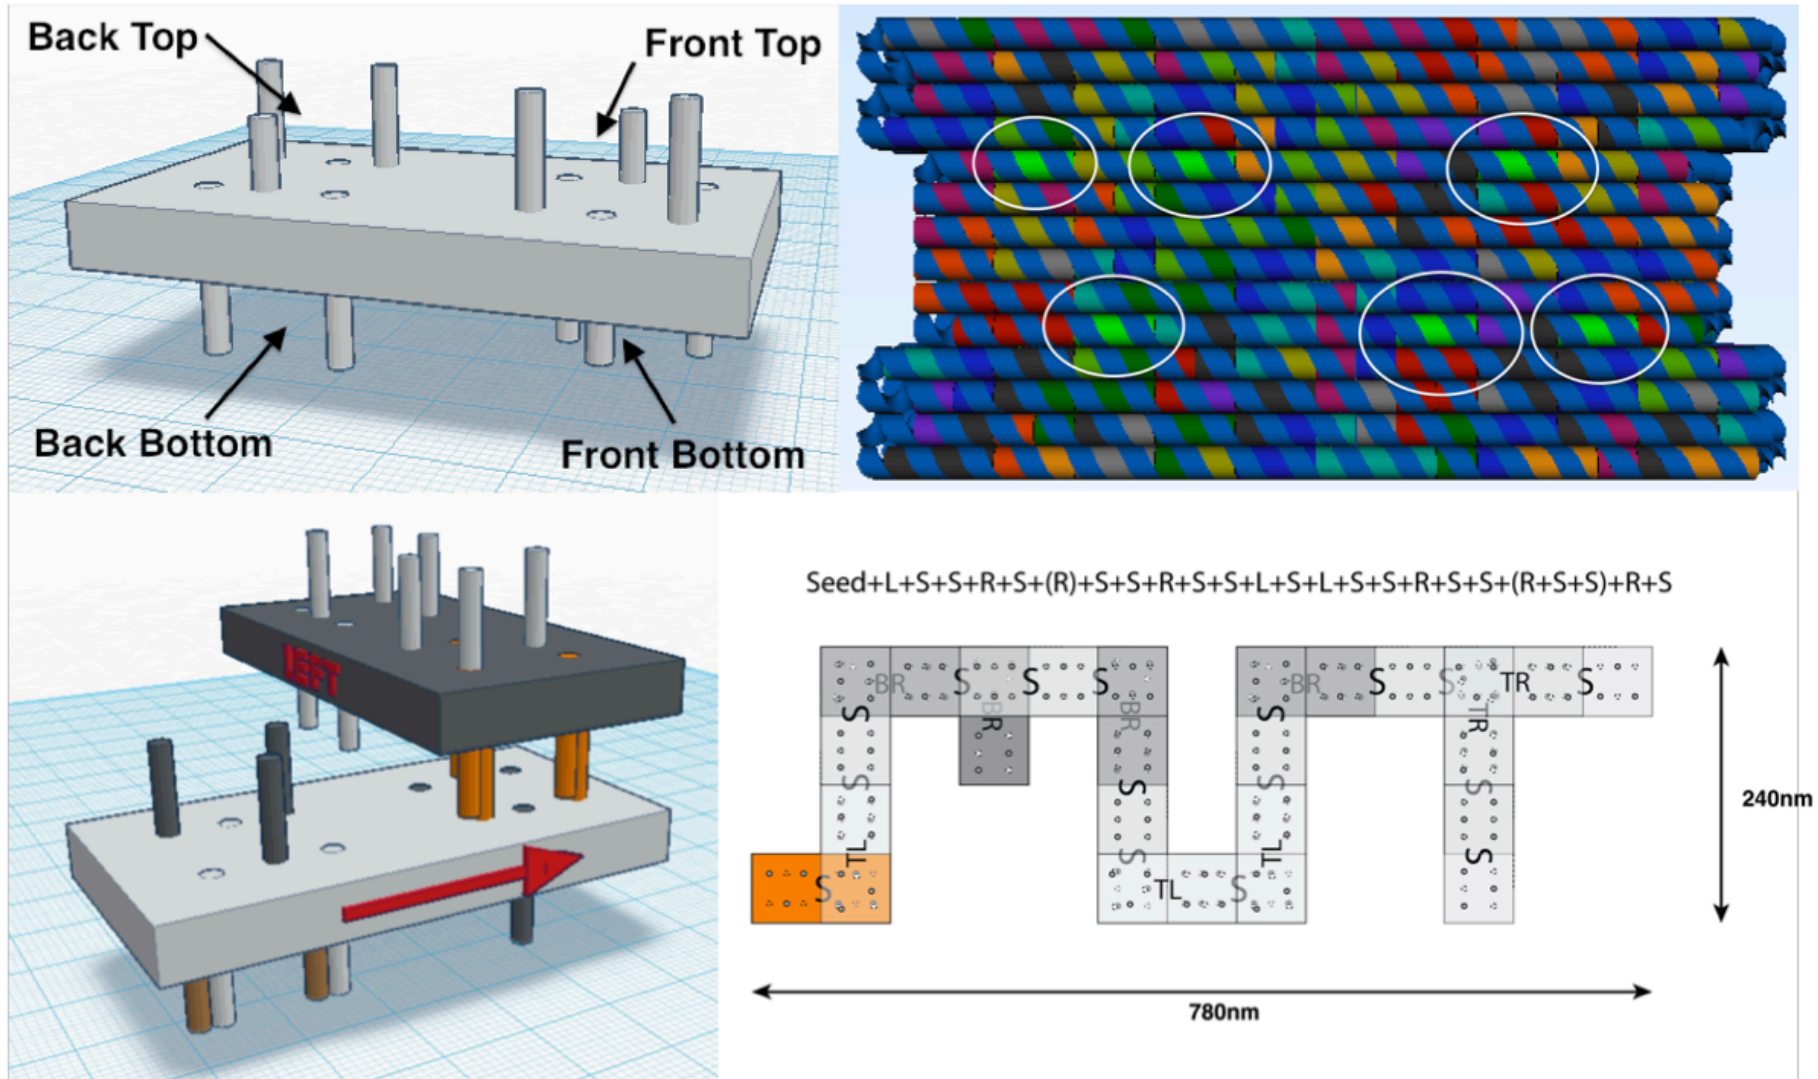 Back Top
Front Top
Back Bottom
Front Bottom
LEFT
Seed+L+S+S+R+S+(R)+S+S+R+S+S+L+S+L+S+S+R+S+S+(R+S+S)+R+S
BR S S S BR S S TR S
S BR BR S TR
S S S S
TL S TL S
S TL S
240nm
780nm